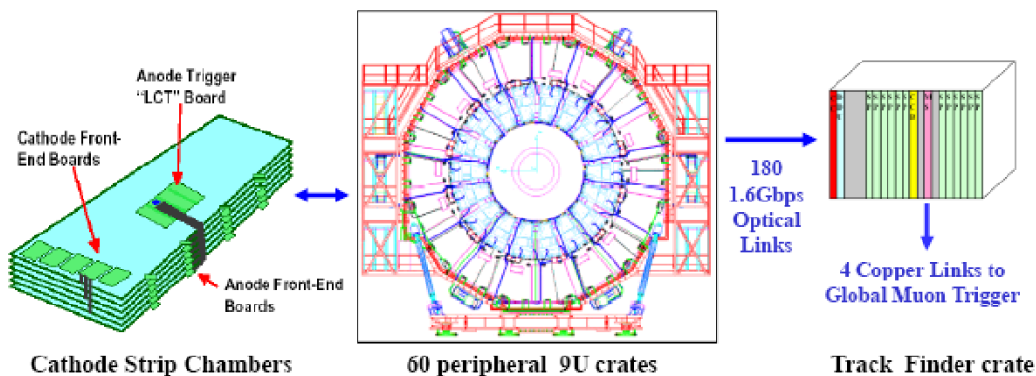 Anode Trigger
“LCT” Board
Cathode Front-
End Boards
Anode Front-End
Boards
180
1.6Gbps
Optical
Links
4 Copper Links to
Global Muon Trigger
Cathode Strip Chambers
60 peripheral 9U crates
Track Finder crate